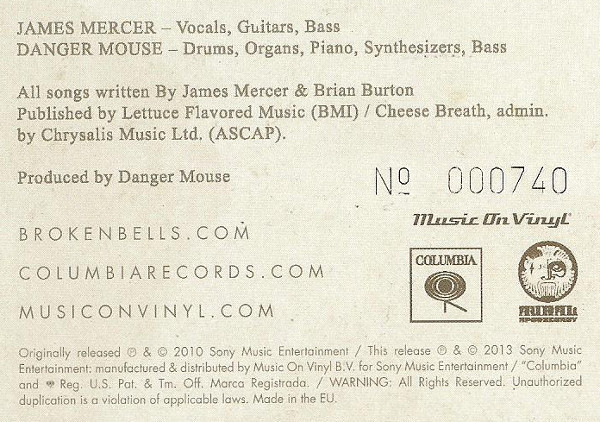 JAMES MERCER – Vocals, Guitars, Bass
DANGER MOUSE – Drums, Organs, Piano, Synthesizers, Bass
All songs written By James Mercer & Brian Burton
Published by Lettuce Flavored Music (BMI) / Cheese Breath, admin.
by Chrysalis Music Ltd. (ASCAP).
Produced by Danger Mouse
Nº 000740
Music On Vinyl
BROKENBELLS.COM
COLUMBIA
COLUMBIARECORDS.COM
MUSICONVINYL.COM
Originally released ℗ & © 2010 Sony Music Entertainment / This release ℗ & © 2013 Sony Music
Entertainment: manufactured & distributed by Music On Vinyl B.V. for Sony Music Entertainment / "Columbia"
and Reg. U.S. Pat. & Tm. Off. Marca Registrada. / WARNING: All Rights Reserved. Unauthorized
duplication is a violation of applicable laws. Made in the EU.